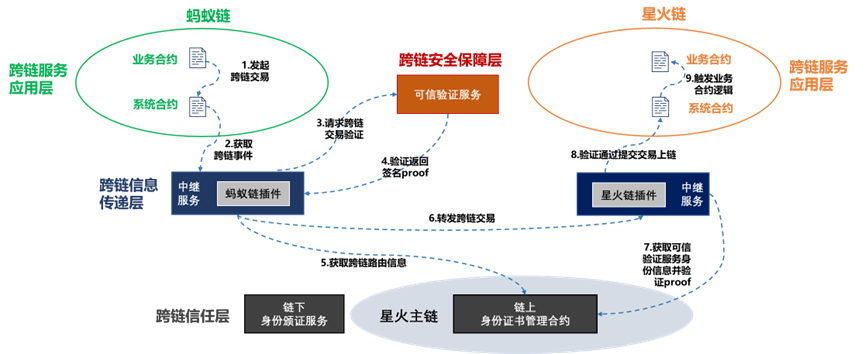 蚂蚁链
星火链
跨链服务
应用层
业务合约
1.发起
跨链交易
系统合约
跨链安全保障层
可信验证服务
业务合约
9.触发业务
合约逻辑
系统合约
跨链服务
应用层
2.获取
跨链事件
3.请求跨链
交易验证
4.验证返回
签名proof
8.验证通过提交交易上链
跨链信息
传递层
中继
服务
蚂蚁链插件
星火链插件
中继
服务
6.转发跨链交易
5.获取跨链路由信息
7.获取可信
验证服务身
份信息并验
证proof
跨链信任层
链下
身份颁证服务
星火主链
链上
身份证书管理合约